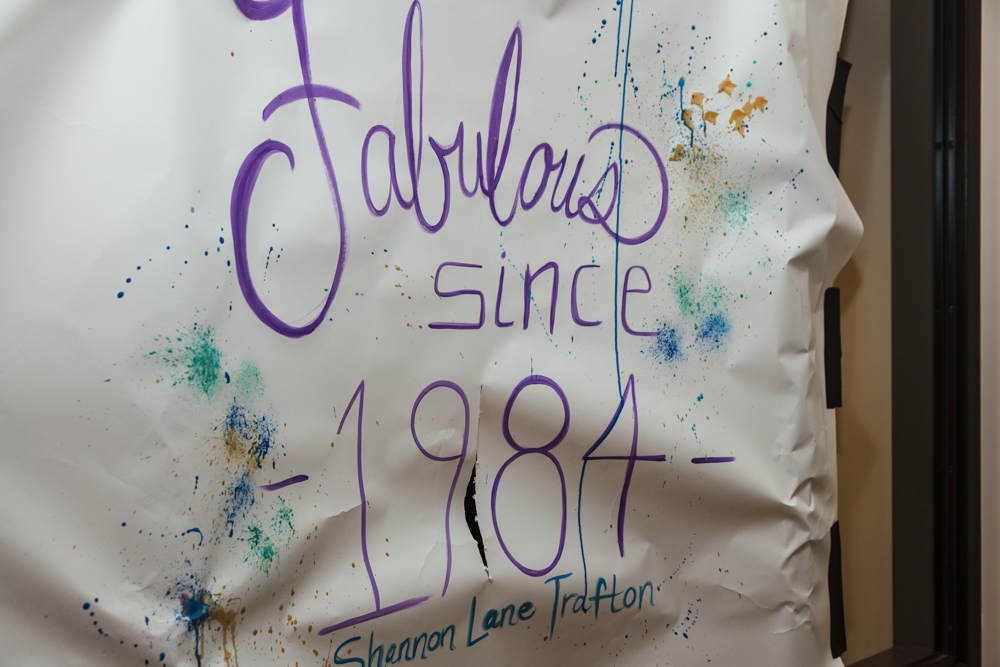 Fabulous
since
-1984-
Shannon Lane Trafton